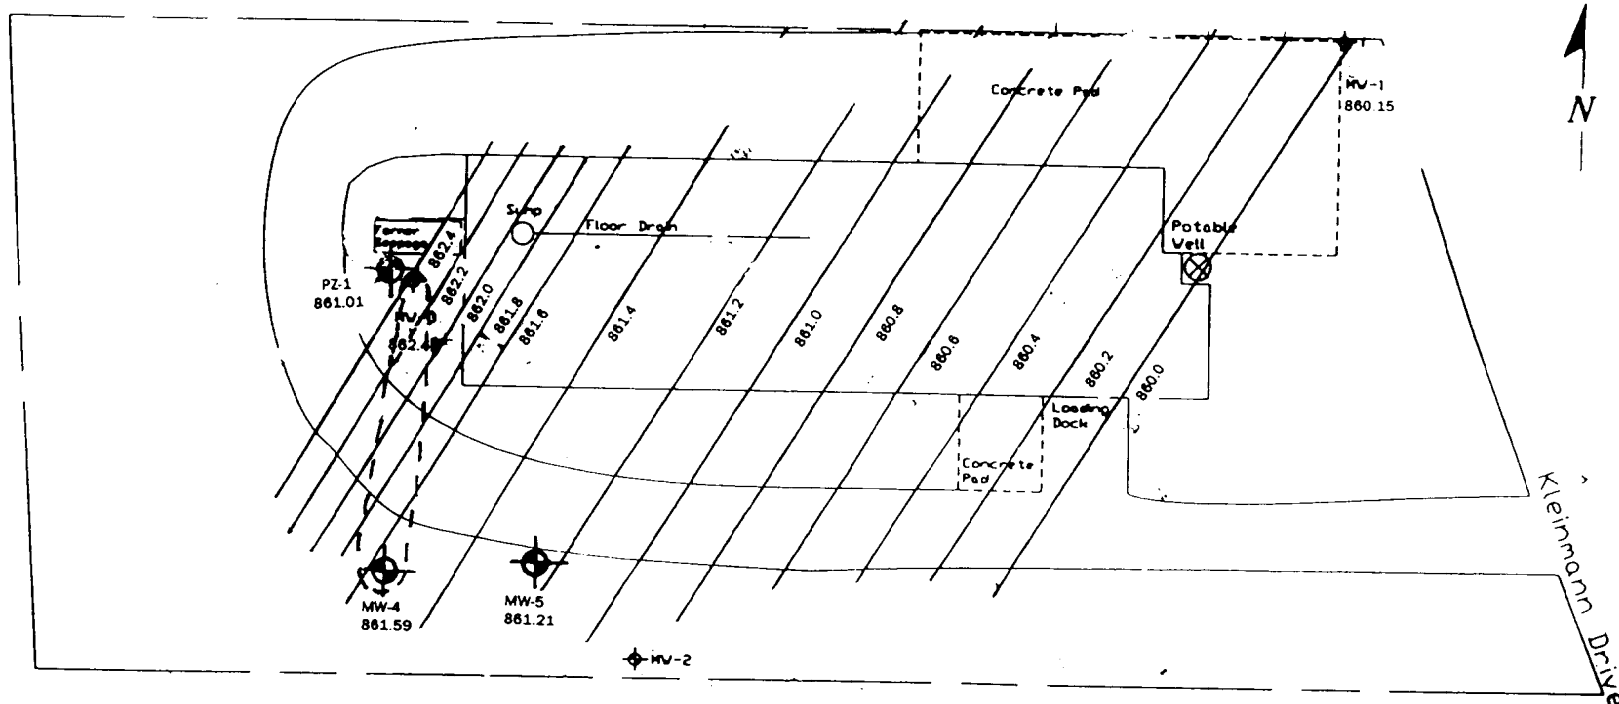 Concrete Pad
MW-1
860.15
N
Sump
Floor Drain
Potable
Well
Former
862.4
862.2
862.0
861.8
861.6
861.4
861.2
861.0
860.8
860.6
860.4
860.2
860.0
PZ-1
861.01
Loading
Dock
Concrete
Pad
MW-4
861.59
MW-5
861.21
MW-2
Kleinmann Drive